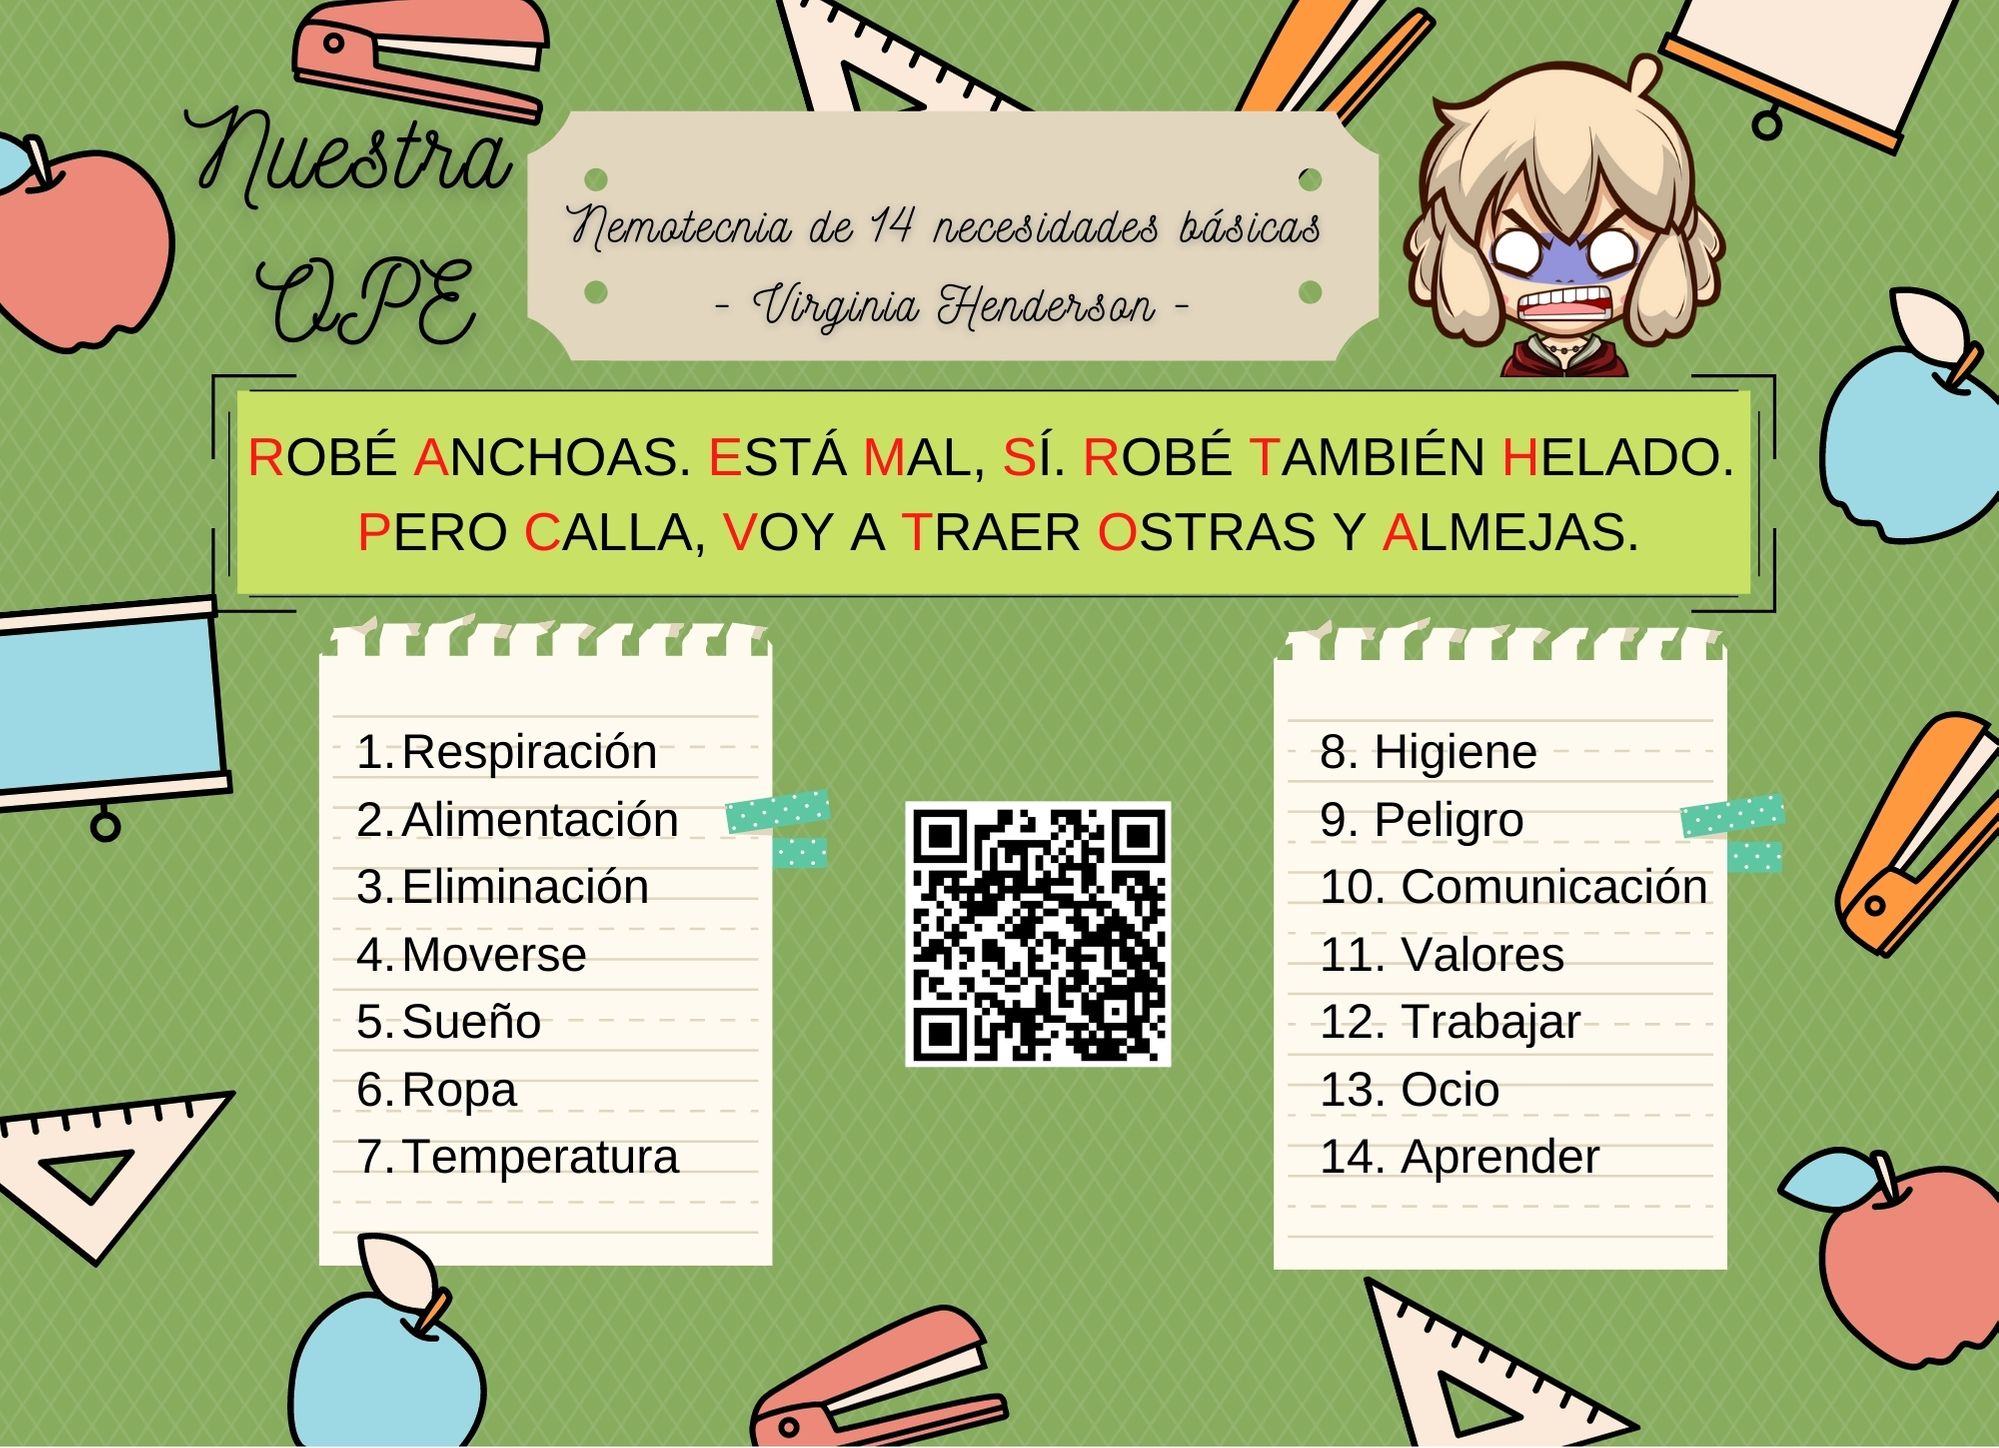 Nuestra
OPE
Nemotecnia de 14 necesidades básicas
- Virginia Henderson -
ROBÉ ANCHOAS. ESTÁ MAL, SÍ. ROBÉ TAMBIÉN HELADO.
PERO CALLA, VOY A TRAER OSTRAS Y ALMEJAS.
1. Respiración
2. Alimentación
3. Eliminación
4. Moverse
5. Sueño
6. Ropa
7. Temperatura
8. Higiene
9. Peligro
10. Comunicación
11. Valores
12. Trabajar
13. Ocio
14. Aprender